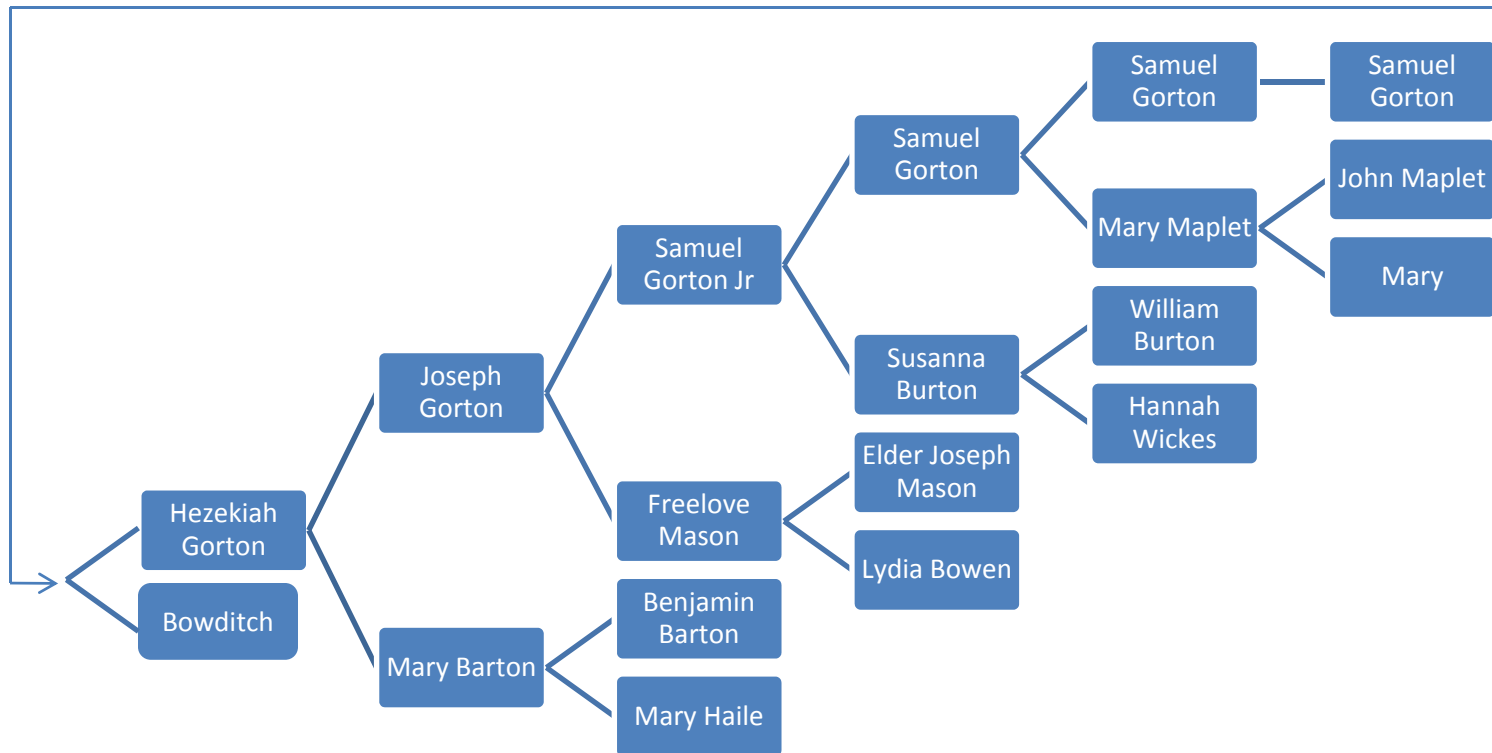 Samuel
Gorton
Samuel
Gorton
Samuel
Gorton
John Maplet
Mary Maplet
Samuel
Gorton Jr
Mary
William
Burton
Joseph
Gorton
Susanna
Burton
Hannah
Wickes
Elder Joseph
Mason
Hezekiah
Gorton
Freelove
Mason
Lydia Bowen
Bowditch
Benjamin
Barton
Mary Barton
Mary Haile